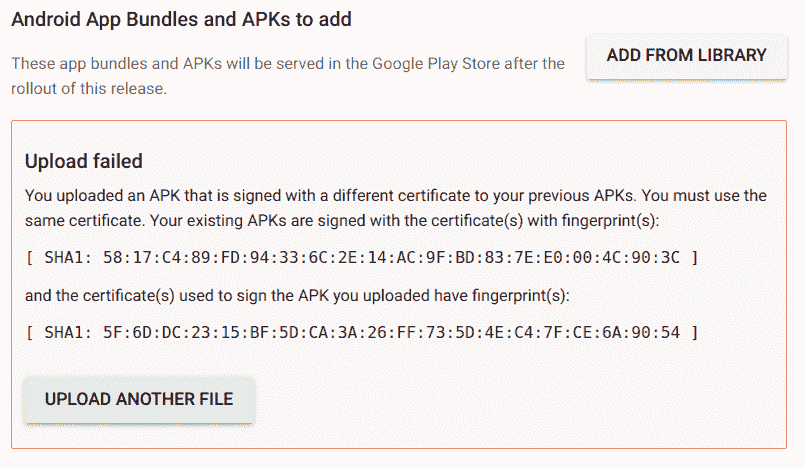 Android App Bundles and APKs to add
These app bundles and APKs will be served in the Google Play Store after the
rollout of this release.
ADD FROM LIBRARY
Upload failed
You uploaded an APK that is signed with a different certificate to your previous APKs. You must use the
same certificate. Your existing APKs are signed with the certificate(s) with fingerprint(s):
[ SHA1: 58:17:C4:89:FD:94:33:6C:2E:14:AC:9F:BD:83:7E:E0:00:4C:90:3C ]
and the certificate(s) used to sign the APK you uploaded have fingerprint(s):
[ SHA1: 5F:6D:DC:23:15:BF:5D:CA:3A:26:FF:73:5D:4E:C4:7F:CE:6A:90:54 ]
UPLOAD ANOTHER FILE